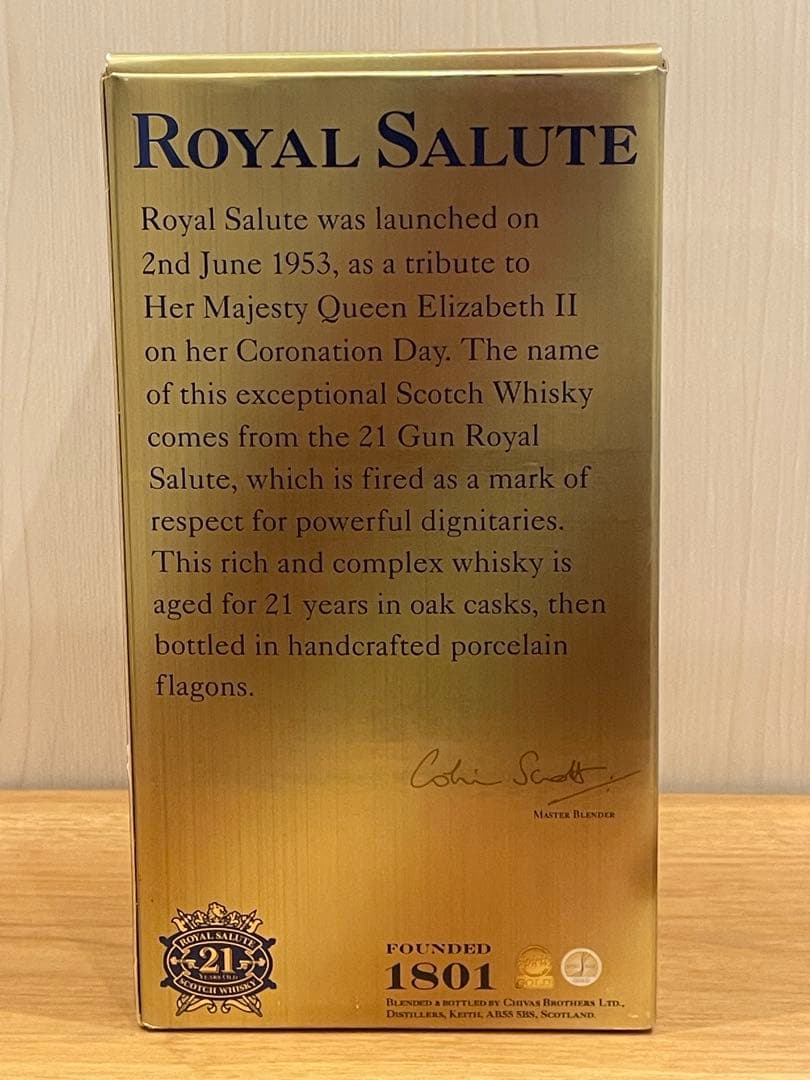 ROYAL SALUTE
Royal Salute was launched on
2nd June 1953, as a tribute to
Her Majesty Queen Elizabeth II
on her Coronation Day. The name
of this exceptional Scotch Whisky
comes from the 21 Gun Royal
Salute, which is fired as a mark of
respect for powerful dignitaries.
This rich and complex whisky is
aged for 21 years in oak casks, then
bottled in handcrafted porcelain
flagons.
Colin Scott
MASTER BLENDER
ROYAL SALUTE
21
YEARS OLD
SCOTCH WHISKY
FOUNDED
1801
GOLD
BLENDED & BOTTLED BY CHIVAS BROTHERS LTD.,
DISTILLERS, KEITH, AB55 5BS, SCOTLAND.